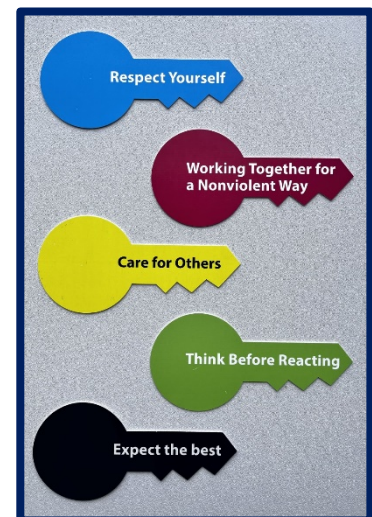 Respect Yourself
Working Together for
a Nonviolent Way
Care for Others
Think Before Reacting
Expect the best